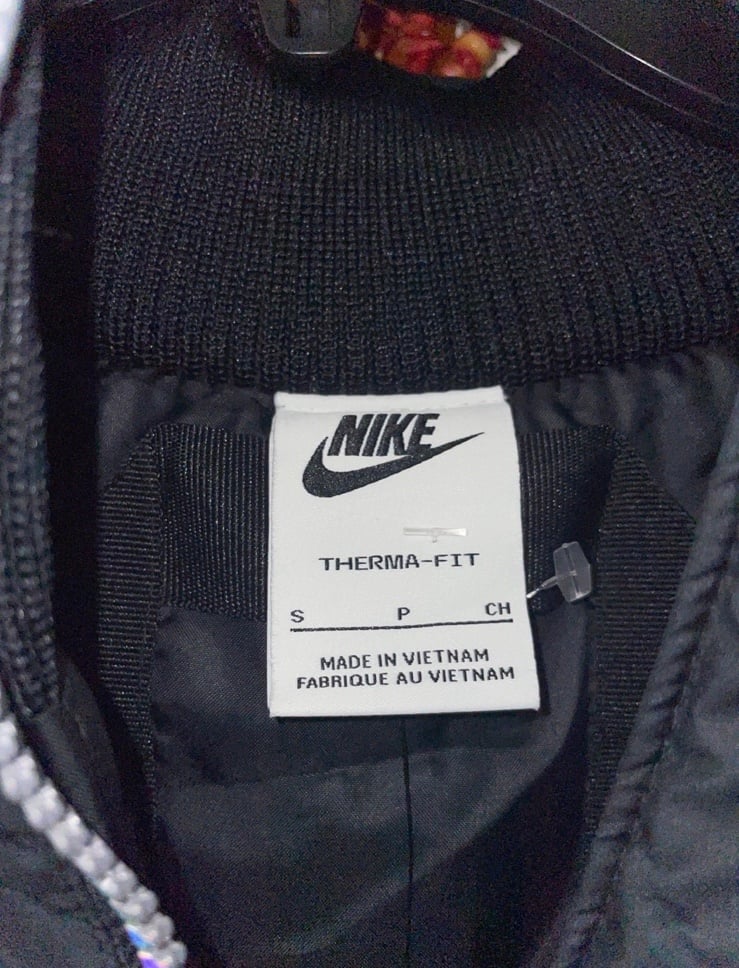 NIKE
THERMA-FIT
S P CH
MADE IN VIETNAM
FABRIQUE AU VIETNAM